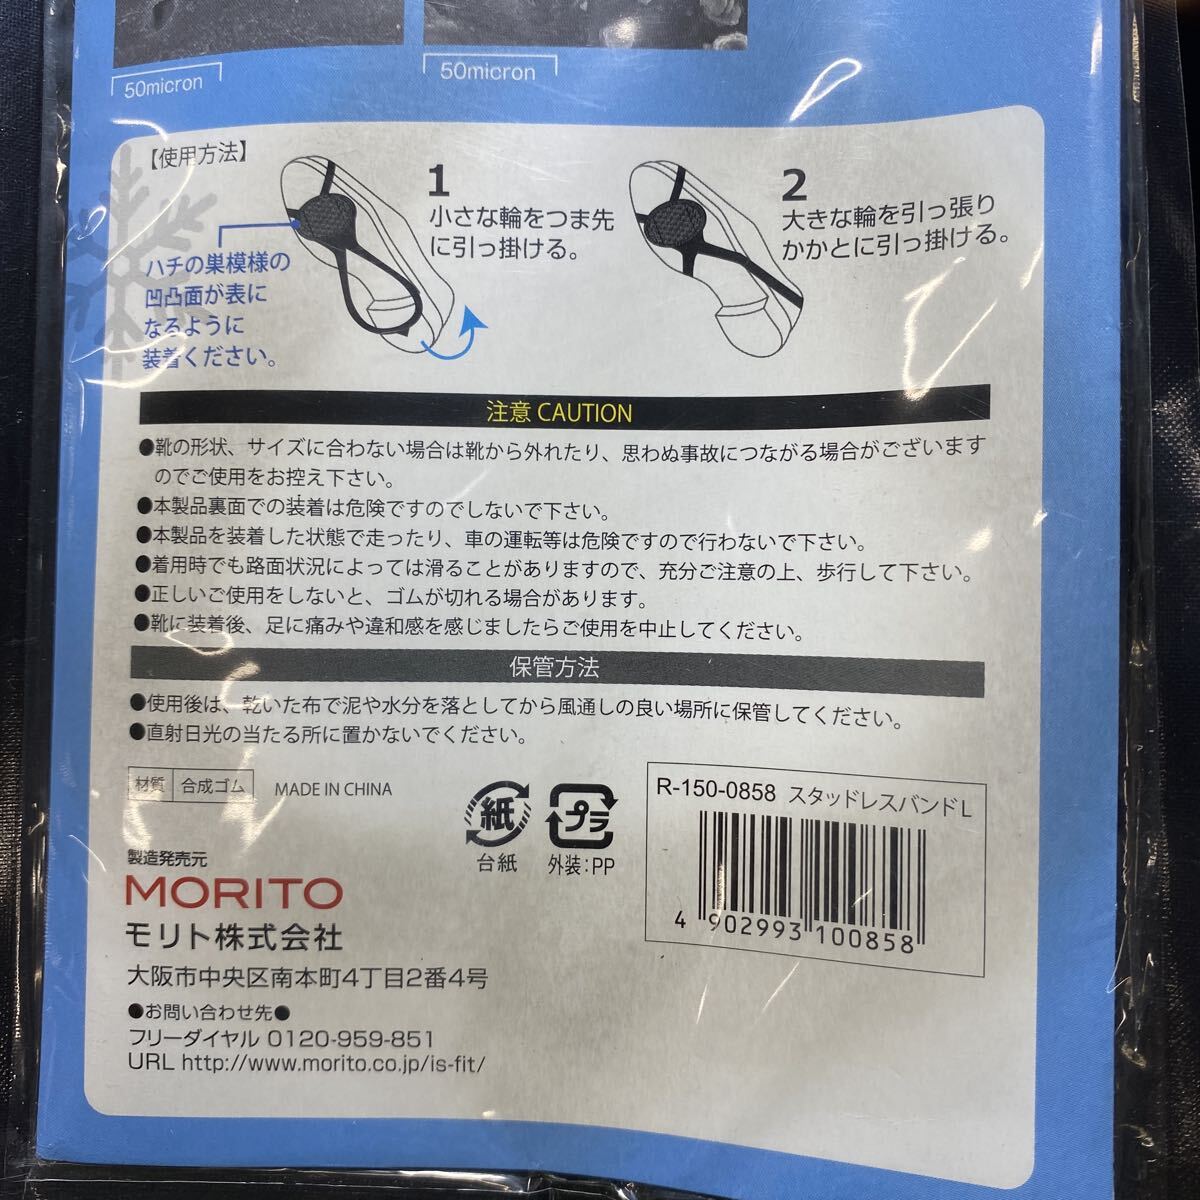 50micron
50micron
【使用方法】
1
小さな輪をつま先
に引っ掛ける。
2
大きな輪を引っ張り
かかとに引っ掛ける。
ハチの巣模様の
凹凸面が表に
なるように
装着ください。
注意 CAUTION
●靴の形状、サイズに合わない場合は靴から外れたり、思わぬ事故につながる場合がございます
のでご使用をお控え下さい。
●本製品裏面での装着は危険ですのでしないで下さい。
●本製品を装着した状態で走ったり、車の運転等は危険ですので行わないで下さい。
●着用時でも路面状況によっては滑ることがありますので、充分ご注意の上、歩行して下さい。
●正しいご使用をしないと、ゴムが切れる場合があります。
●靴に装着後、足に痛みや違和感を感じましたらご使用を中止してください。
保管方法
●使用後は、乾いた布で泥や水分を落としてから風通しの良い場所に保管してください。
●直射日光の当たる所に置かないでください。
材質 合成ゴム MADE IN CHINA
紙
台紙
プラ
外装：PP
R-150-0858 スタッドレスバンドL
4 902993 100858
製造発売元
MORITO
モリト株式会社
大阪市中央区南本町4丁目2番4号
●お問い合わせ先●
フリーダイヤル 0120-959-851
URL http://www.morito.co.jp/is-fit/